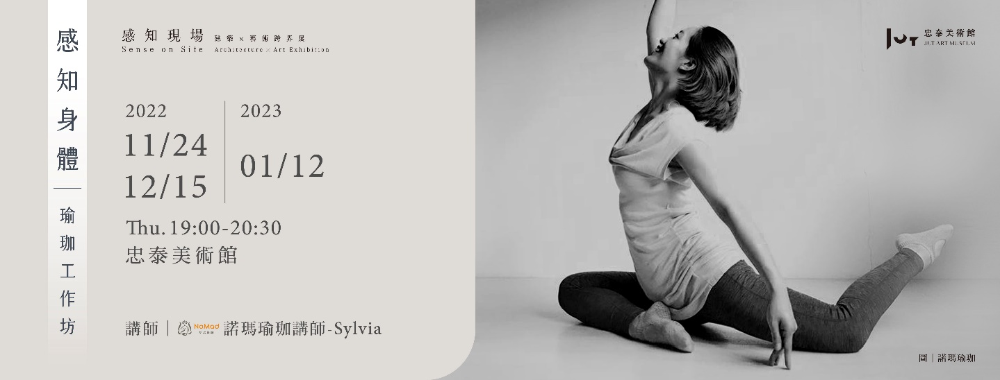 感知身體
瑜珈工作坊
感知現場 建築×藝術跨界展
Sense on Site Architecture×Art Exhibition
2022
11/24
12/15
2023
01/12
Thu. 19:00-20:30
忠泰美術館
講師｜NoMad 諾瑪瑜珈講師-Sylvia
JUT 忠泰美術館
JUT ART MUSEUM
圖｜諾瑪瑜珈